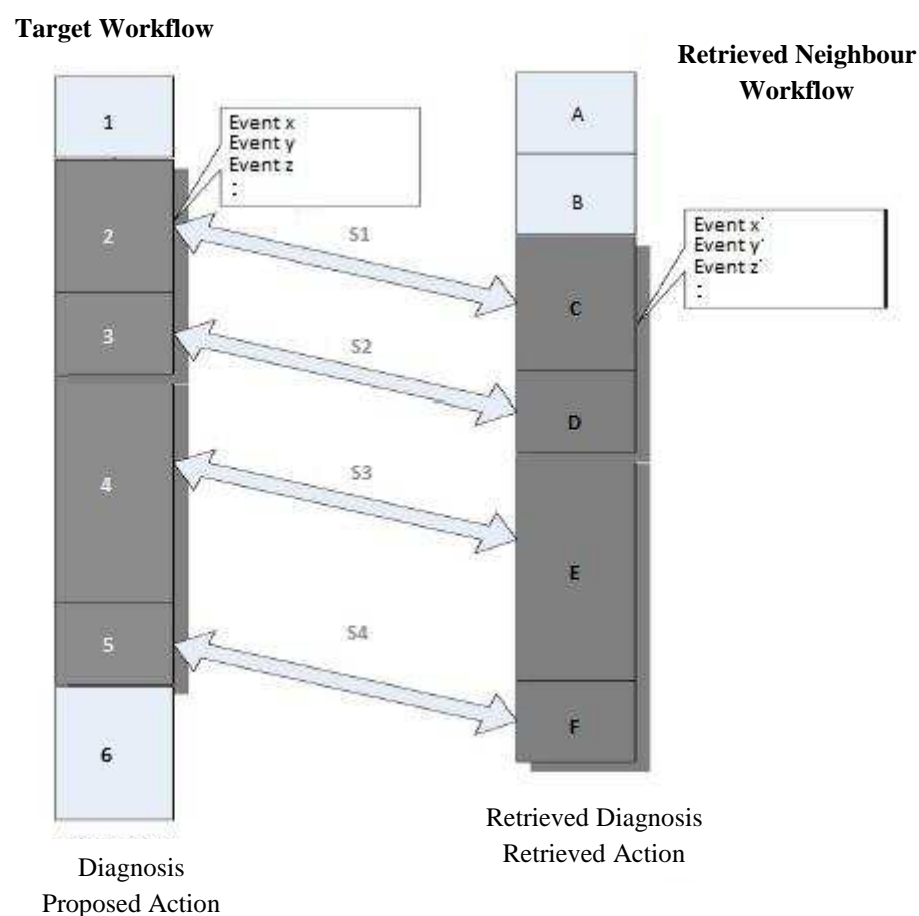 Target Workflow
Retrieved Neighbour
Workflow
1
Event x
Event y
Event z
:
2
S1
3
S2
4
S3
5
S4
6
A
B
Event x'
Event y'
Event z'
:
C
D
E
F
Diagnosis
Proposed Action
Retrieved Diagnosis
Retrieved Action